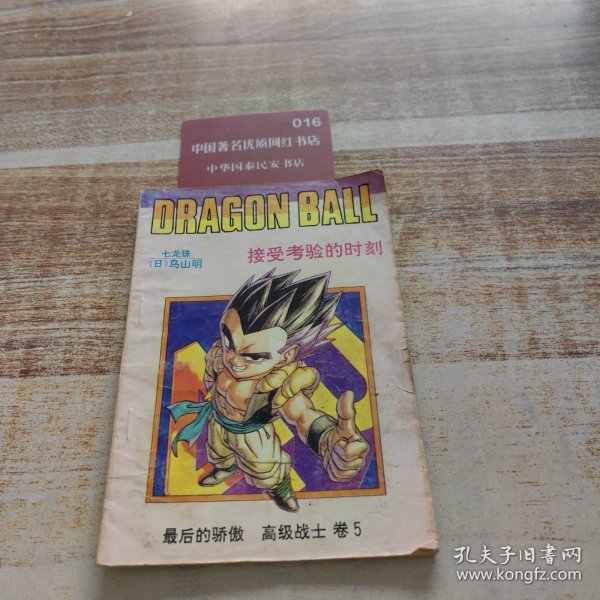 016
中国著名优质网红书店
中华国泰民安书店
DRAGON BALL
七龙珠
(日)鸟山明
接受考验的时刻
最后的骄傲 高级战士 卷5
孔夫子旧书网
www.kongfz.com